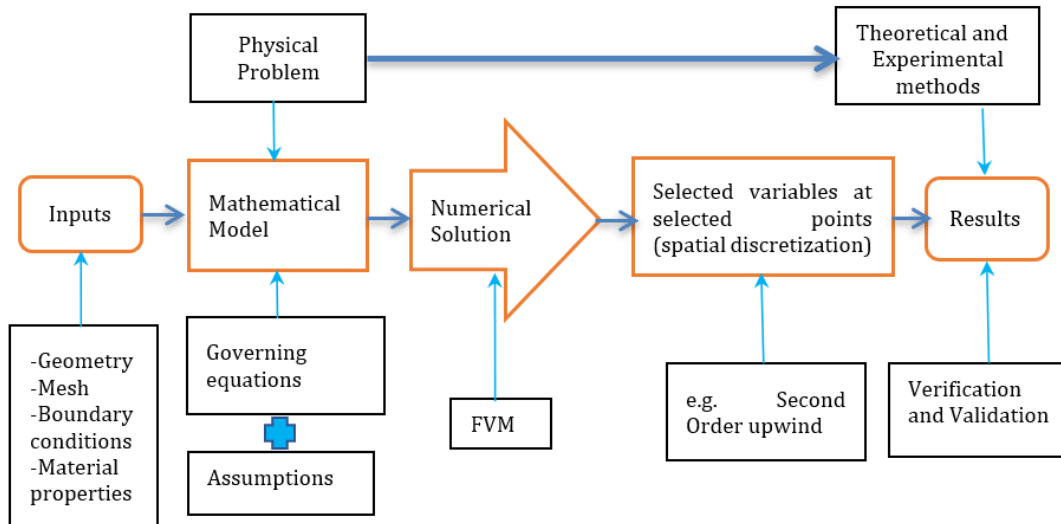 Physical
Problem
Theoretical and
Experimental
methods
Inputs
Mathematical
Model
Numerical
Solution
Selected variables at
selected points
(spatial discretization)
Results
-Geometry
-Mesh
-Boundary
conditions
-Material
properties
Governing
equations
Assumptions
FVM
e.g. Second
Order upwind
Verification
and Validation